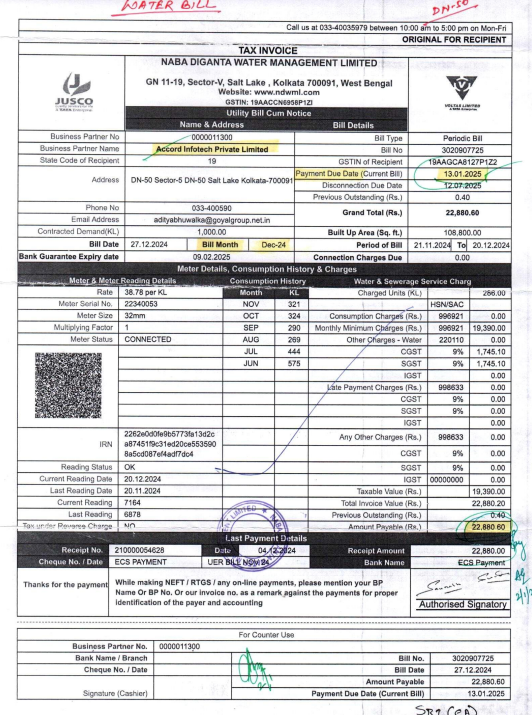 WATER BILL
DN-50
Call us at 033-40035979 between 10:00 am to 5:00 pm on Mon-Fri
ORIGINAL FOR RECIPIENT
TAX INVOICE
NABA DIGANTA WATER MANAGEMENT LIMITED
GN 11-19, Sector-V, Salt Lake , Kolkata 700091, West Bengal
Website: www.ndwml.com
GSTIN: 19AAACCN6958P1ZI
JUSCO
VOLTAS LIMITED
A TATA Enterprise
Utility Bill Cum Notice
Name & Address Bill Details
Business Partner No 0000011300 Bill Type Periodic Bill
Business Partner Name Accord Infotech Private Limited Bill No 3020907725
State Code of Recipient 19 GSTIN of Recipient 19AAGCA8127P1Z2
Address DN-50 Sector-5 DN-50 Salt Lake Kolkata-700091 Payment Due Date (Current Bill) 13.01.2025
Disconnection Due Date 12.07.2025
Previous Outstanding (Rs.) 0.40
Phone No 033-400590 Grand Total (Rs.) 22,880.60
Email Address adityabhuwalka@goyalgroup.net.in
Contracted Demand(KL) 1,000.00 Built Up Area (Sq. ft.) 108,800.00
Bill Date 27.12.2024 Bill Month Dec-24 Period of Bill 21.11.2024 To 20.12.2024
Bank Guarantee Expiry date 09.02.2025 Connection Charges Due 0.00
Meter Details, Consumption History & Charges
Meter & Meter Reading Details Consumption History Water & Sewerage Service Charg
Rate 38.78 per KL Month KL Charged Units (KL) 286.00
Meter Serial No. 22340053 NOV 321 HSN/SAC
Meter Size 32mm OCT 324 Consumption Charges (Rs.) 996921 0.00
Multiplying Factor 1 SEP 290 Monthly Minimum Charges (Rs.) 996921 19,390.00
Meter Status CONNECTED AUG 269 Other Charges - Water 220110 0.00
JUL 444 CGST 9% 1,745.10
JUN 575 SGST 9% 1,745.10
IGST 0.00
Late Payment Charges (Rs.) 998633 0.00
CGST 9% 0.00
SGST 9% 0.00
IGST 0.00
IRN 2262e0d0fe9b5773fa13d2c
a87451f9c31ed20ce553590
8a5cd087ef4adf7dc4
Any Other Charges (Rs.) 998633 0.00
CGST 9% 0.00
Reading Status OK SGST 9% 0.00
Current Reading Date 20.12.2024 IGST 00000000 0.00
Last Reading Date 20.11.2024 Taxable Value (Rs.) 19,390.00
Current Reading 7164 Total Invoice Value (Rs.) 22,880.20
Last Reading 6878 Previous Outstanding (Rs.) 0.40
Tax under Reverse Charge NO Amount Payable (Rs.) 22,880.60
Last Payment Details
Receipt No. 210000054628 Date 04.12.2024 Receipt Amount 22,880.00
Cheque No. / Date ECS PAYMENT UER BILL NOV 24 Bank Name ECS Payment
Thanks for the payment While making NEFT / RTGS / any on-line payments, please mention your BP
Name Or BP No. Or our invoice no. as a remark against the payments for proper
identification of the payer and accounting
Authorised Signatory
For Counter Use
Business Partner No. 0000011300
Bank Name / Branch Bill No. 3020907725
Cheque No. / Date Bill Date 27.12.2024
Amount Payable 22,880.60
Signature (Cashier) Payment Due Date (Current Bill) 13.01.2025